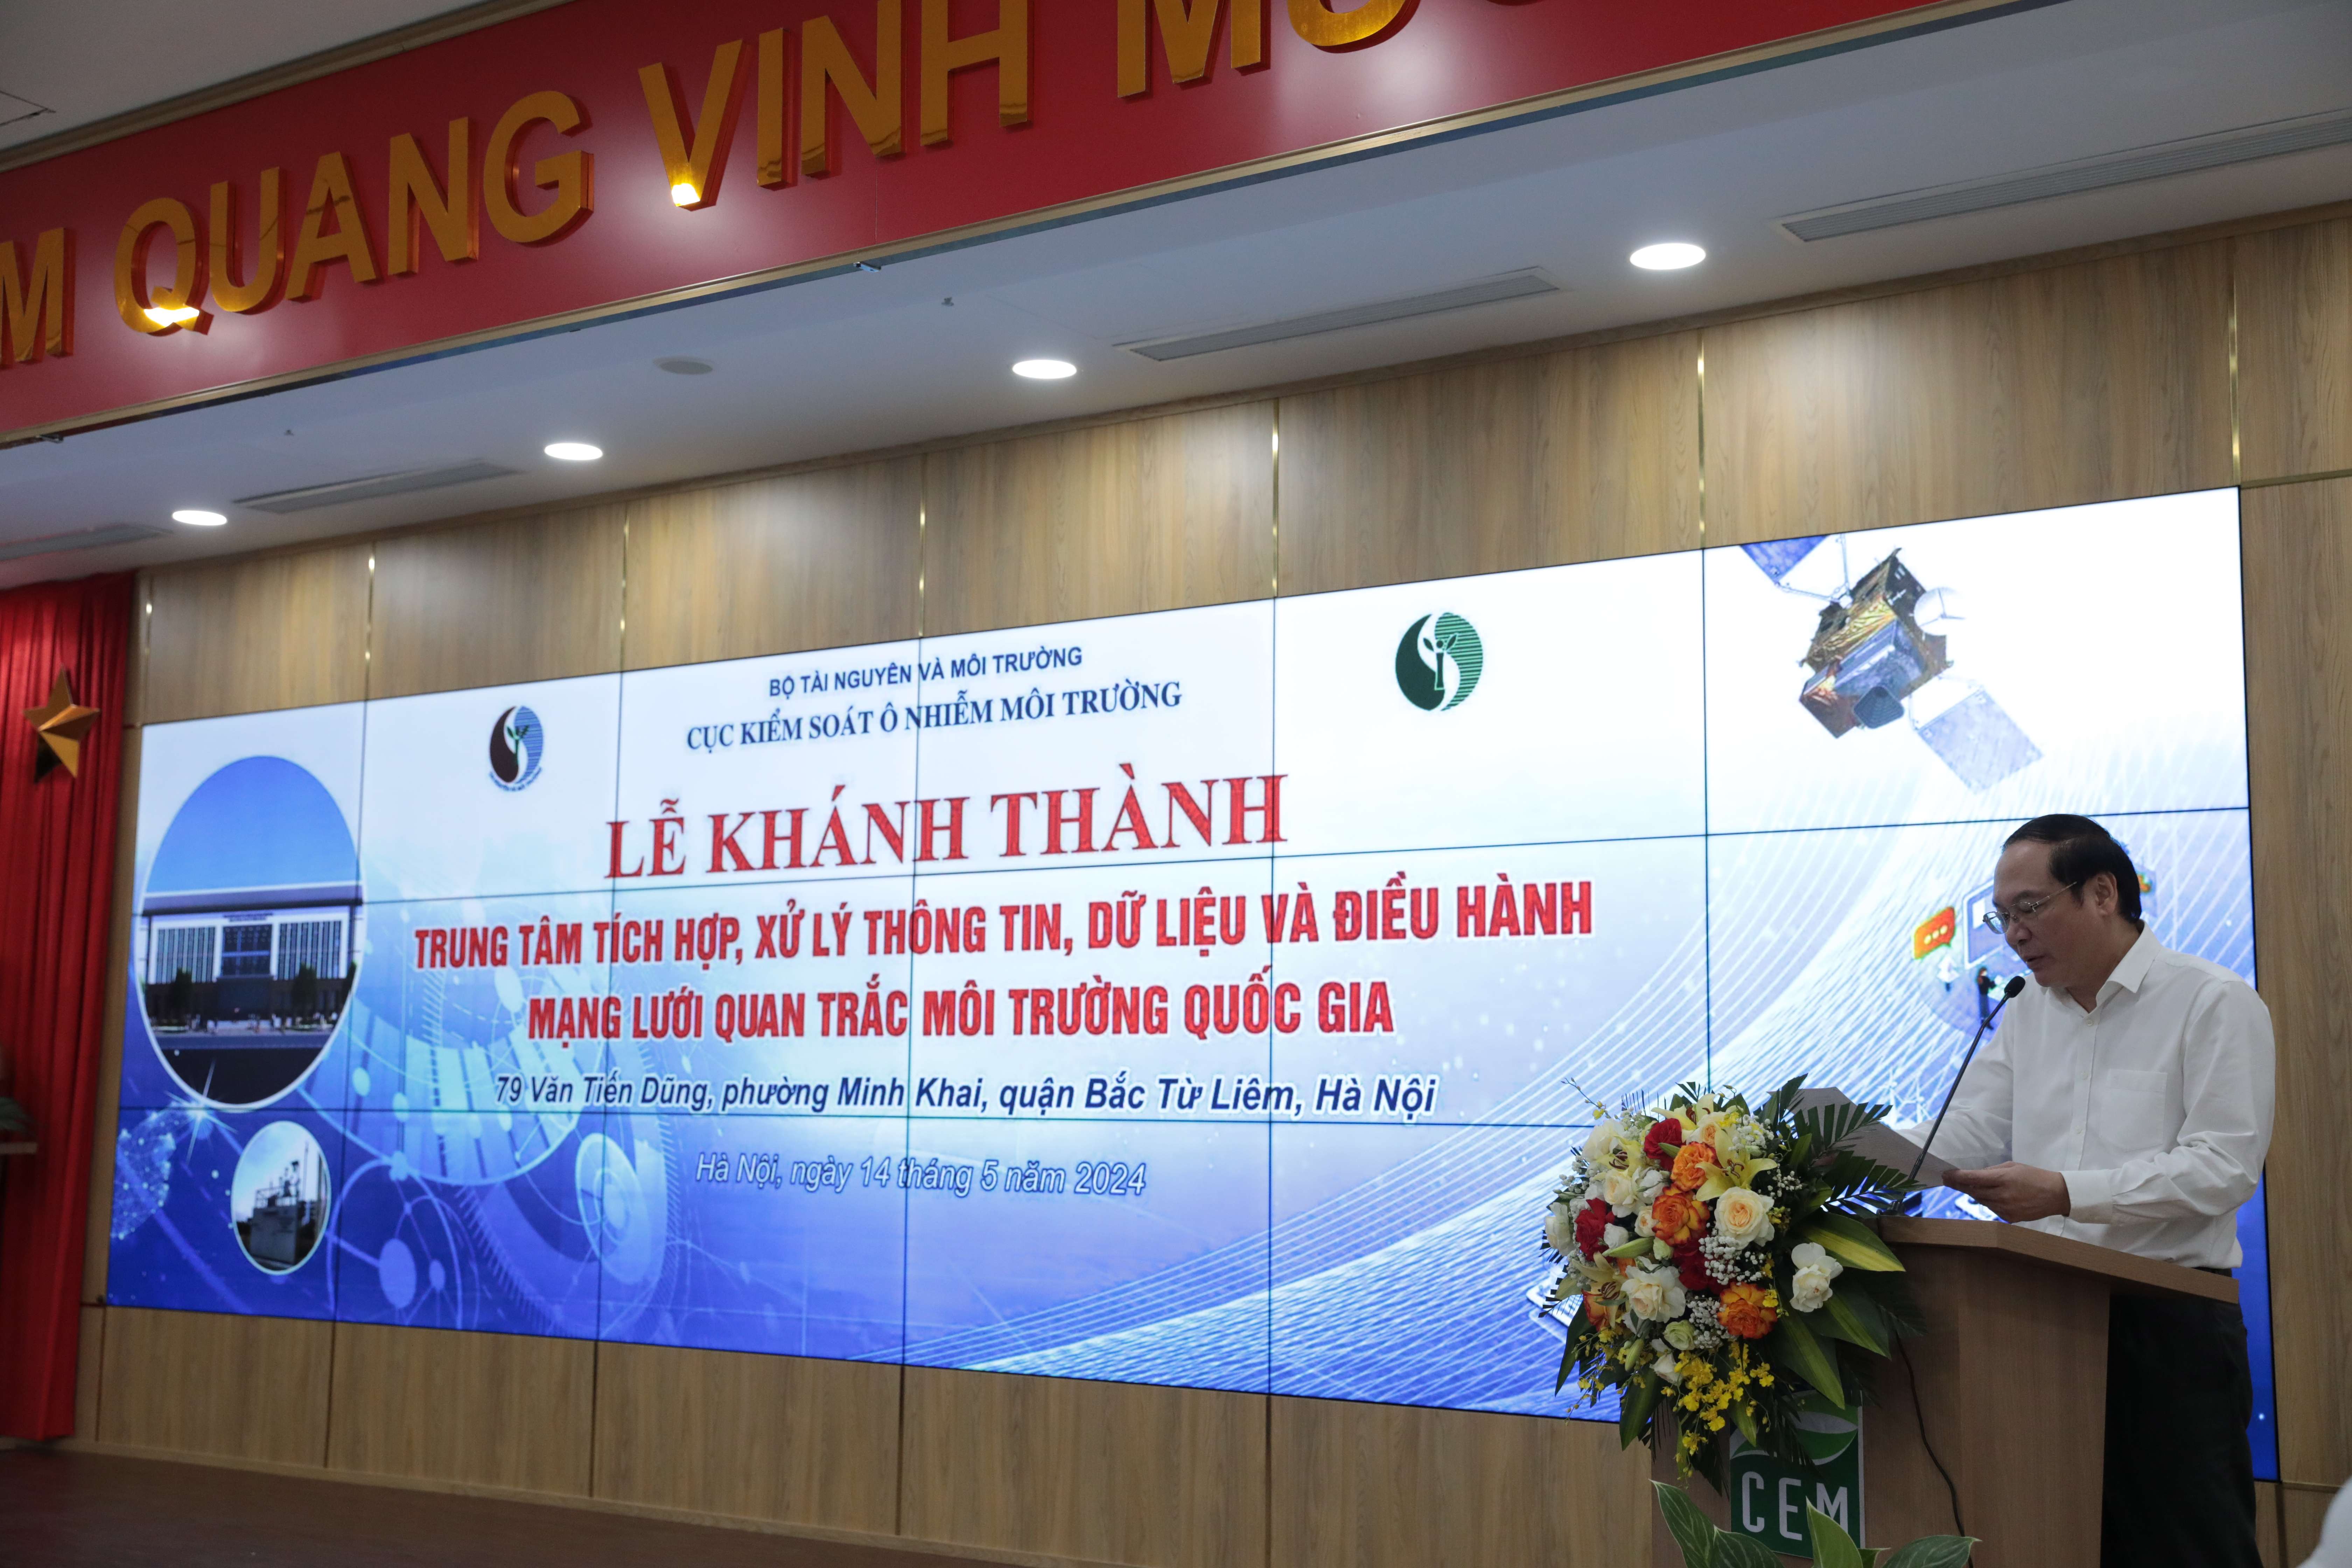 M QUANG VINH MUÔ
BỘ TÀI NGUYÊN VÀ MÔI TRƯỜNG
CỤC KIỂM SOÁT Ô NHIỄM MÔI TRƯỜNG
LỄ KHÁNH THÀNH
TRUNG TÂM TÍCH HỢP, XỬ LÝ THÔNG TIN, DỮ LIỆU VÀ ĐIỀU HÀNH
MẠNG LƯỚI QUAN TRẮC MÔI TRƯỜNG QUỐC GIA
79 Văn Tiến Dũng, phường Minh Khai, quận Bắc Từ Liêm, Hà Nội
Hà Nội, ngày 14 tháng 5 năm 2024
CEM